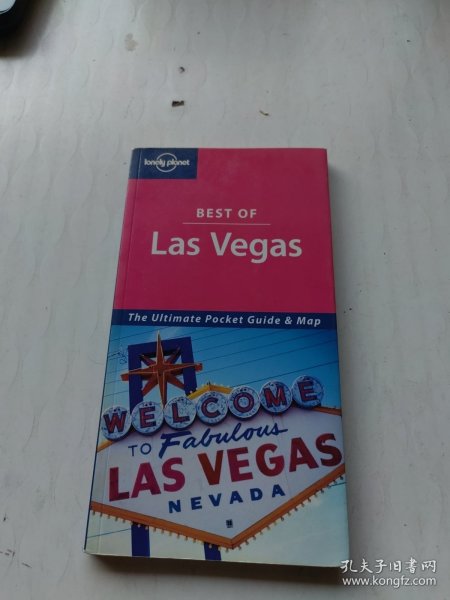 lonely planet
BEST OF
Las Vegas
The Ultimate Pocket Guide & Map
WELCOME
TO Fabulous
LAS VEGAS
NEVADA
孔夫子旧书网
www.kongfz.com